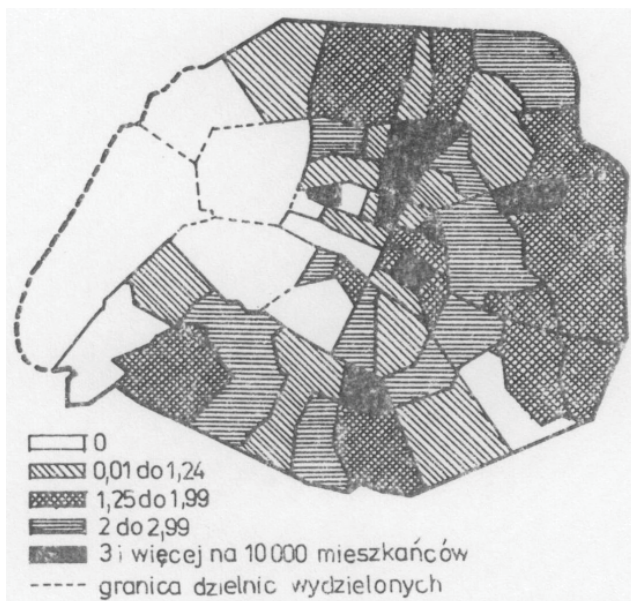 0
0,01 do 1,24
1,25 do 1,99
2 do 2,99
3 i więcej na 10 000 mieszkańców
granica dzielnic wydzielonych